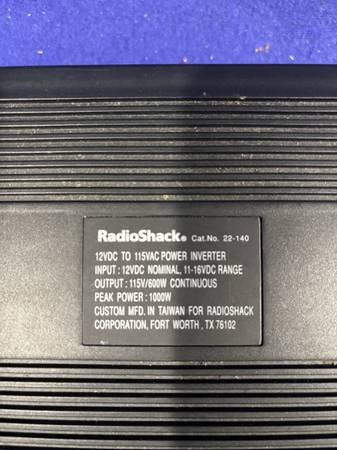 RadioShack® Cat.No. 22-140
12VDC TO 115VAC POWER INVERTER
INPUT : 12VDC NOMINAL, 11-16VDC RANGE
OUTPUT : 115V/600W CONTINUOUS
PEAK POWER : 1000W
CUSTOM MFD. IN TAIWAN FOR RADIOSHACK
CORPORATION, FORT WORTH , TX 76102